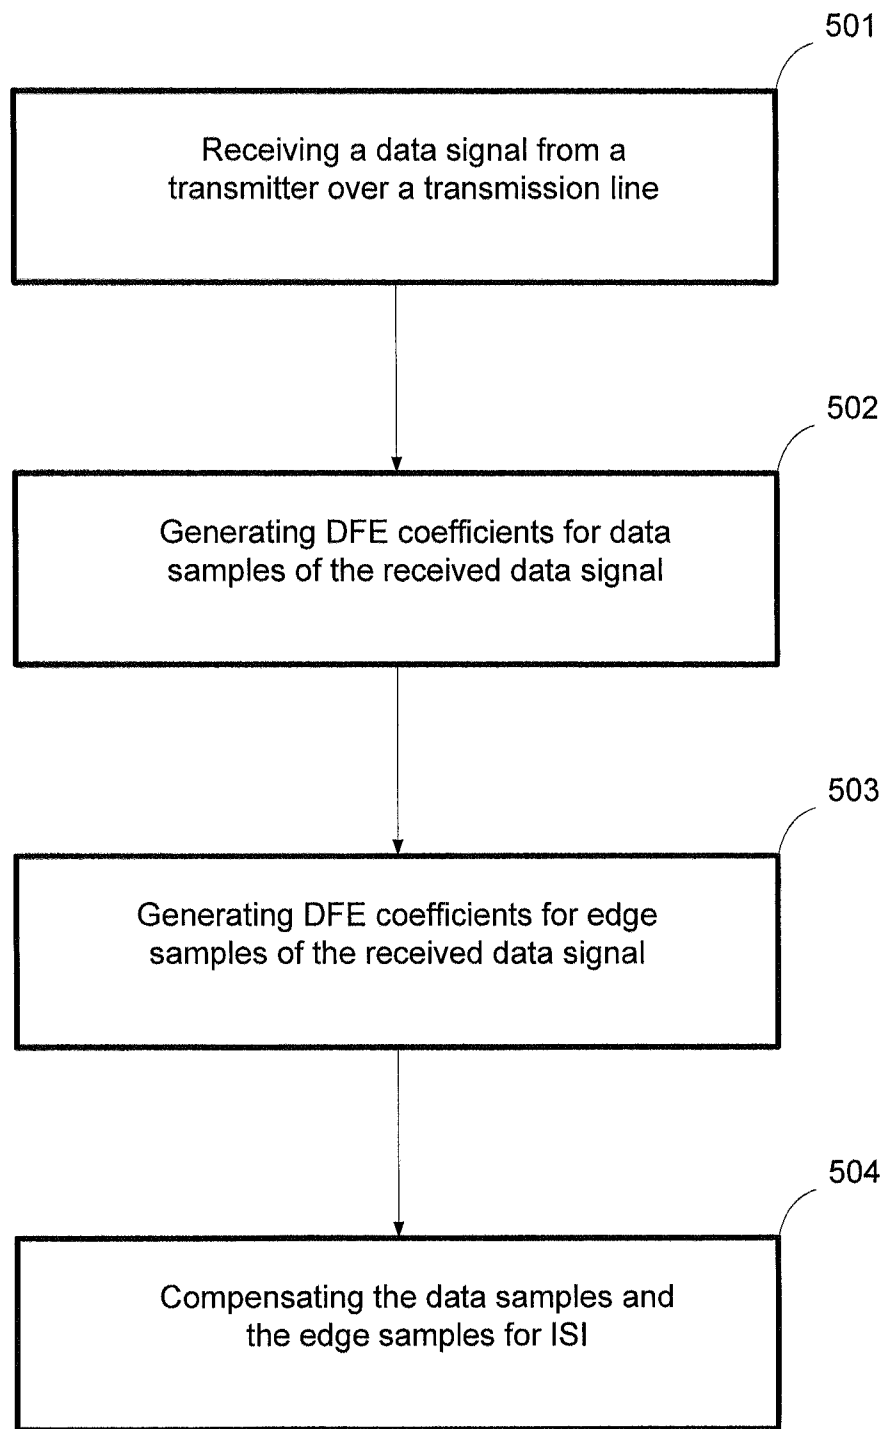 501
Receiving a data signal from a
transmitter over a transmission line
502
Generating DFE coefficients for data
samples of the received data signal
503
Generating DFE coefficients for edge
samples of the received data signal
504
Compensating the data samples and
the edge samples for ISI